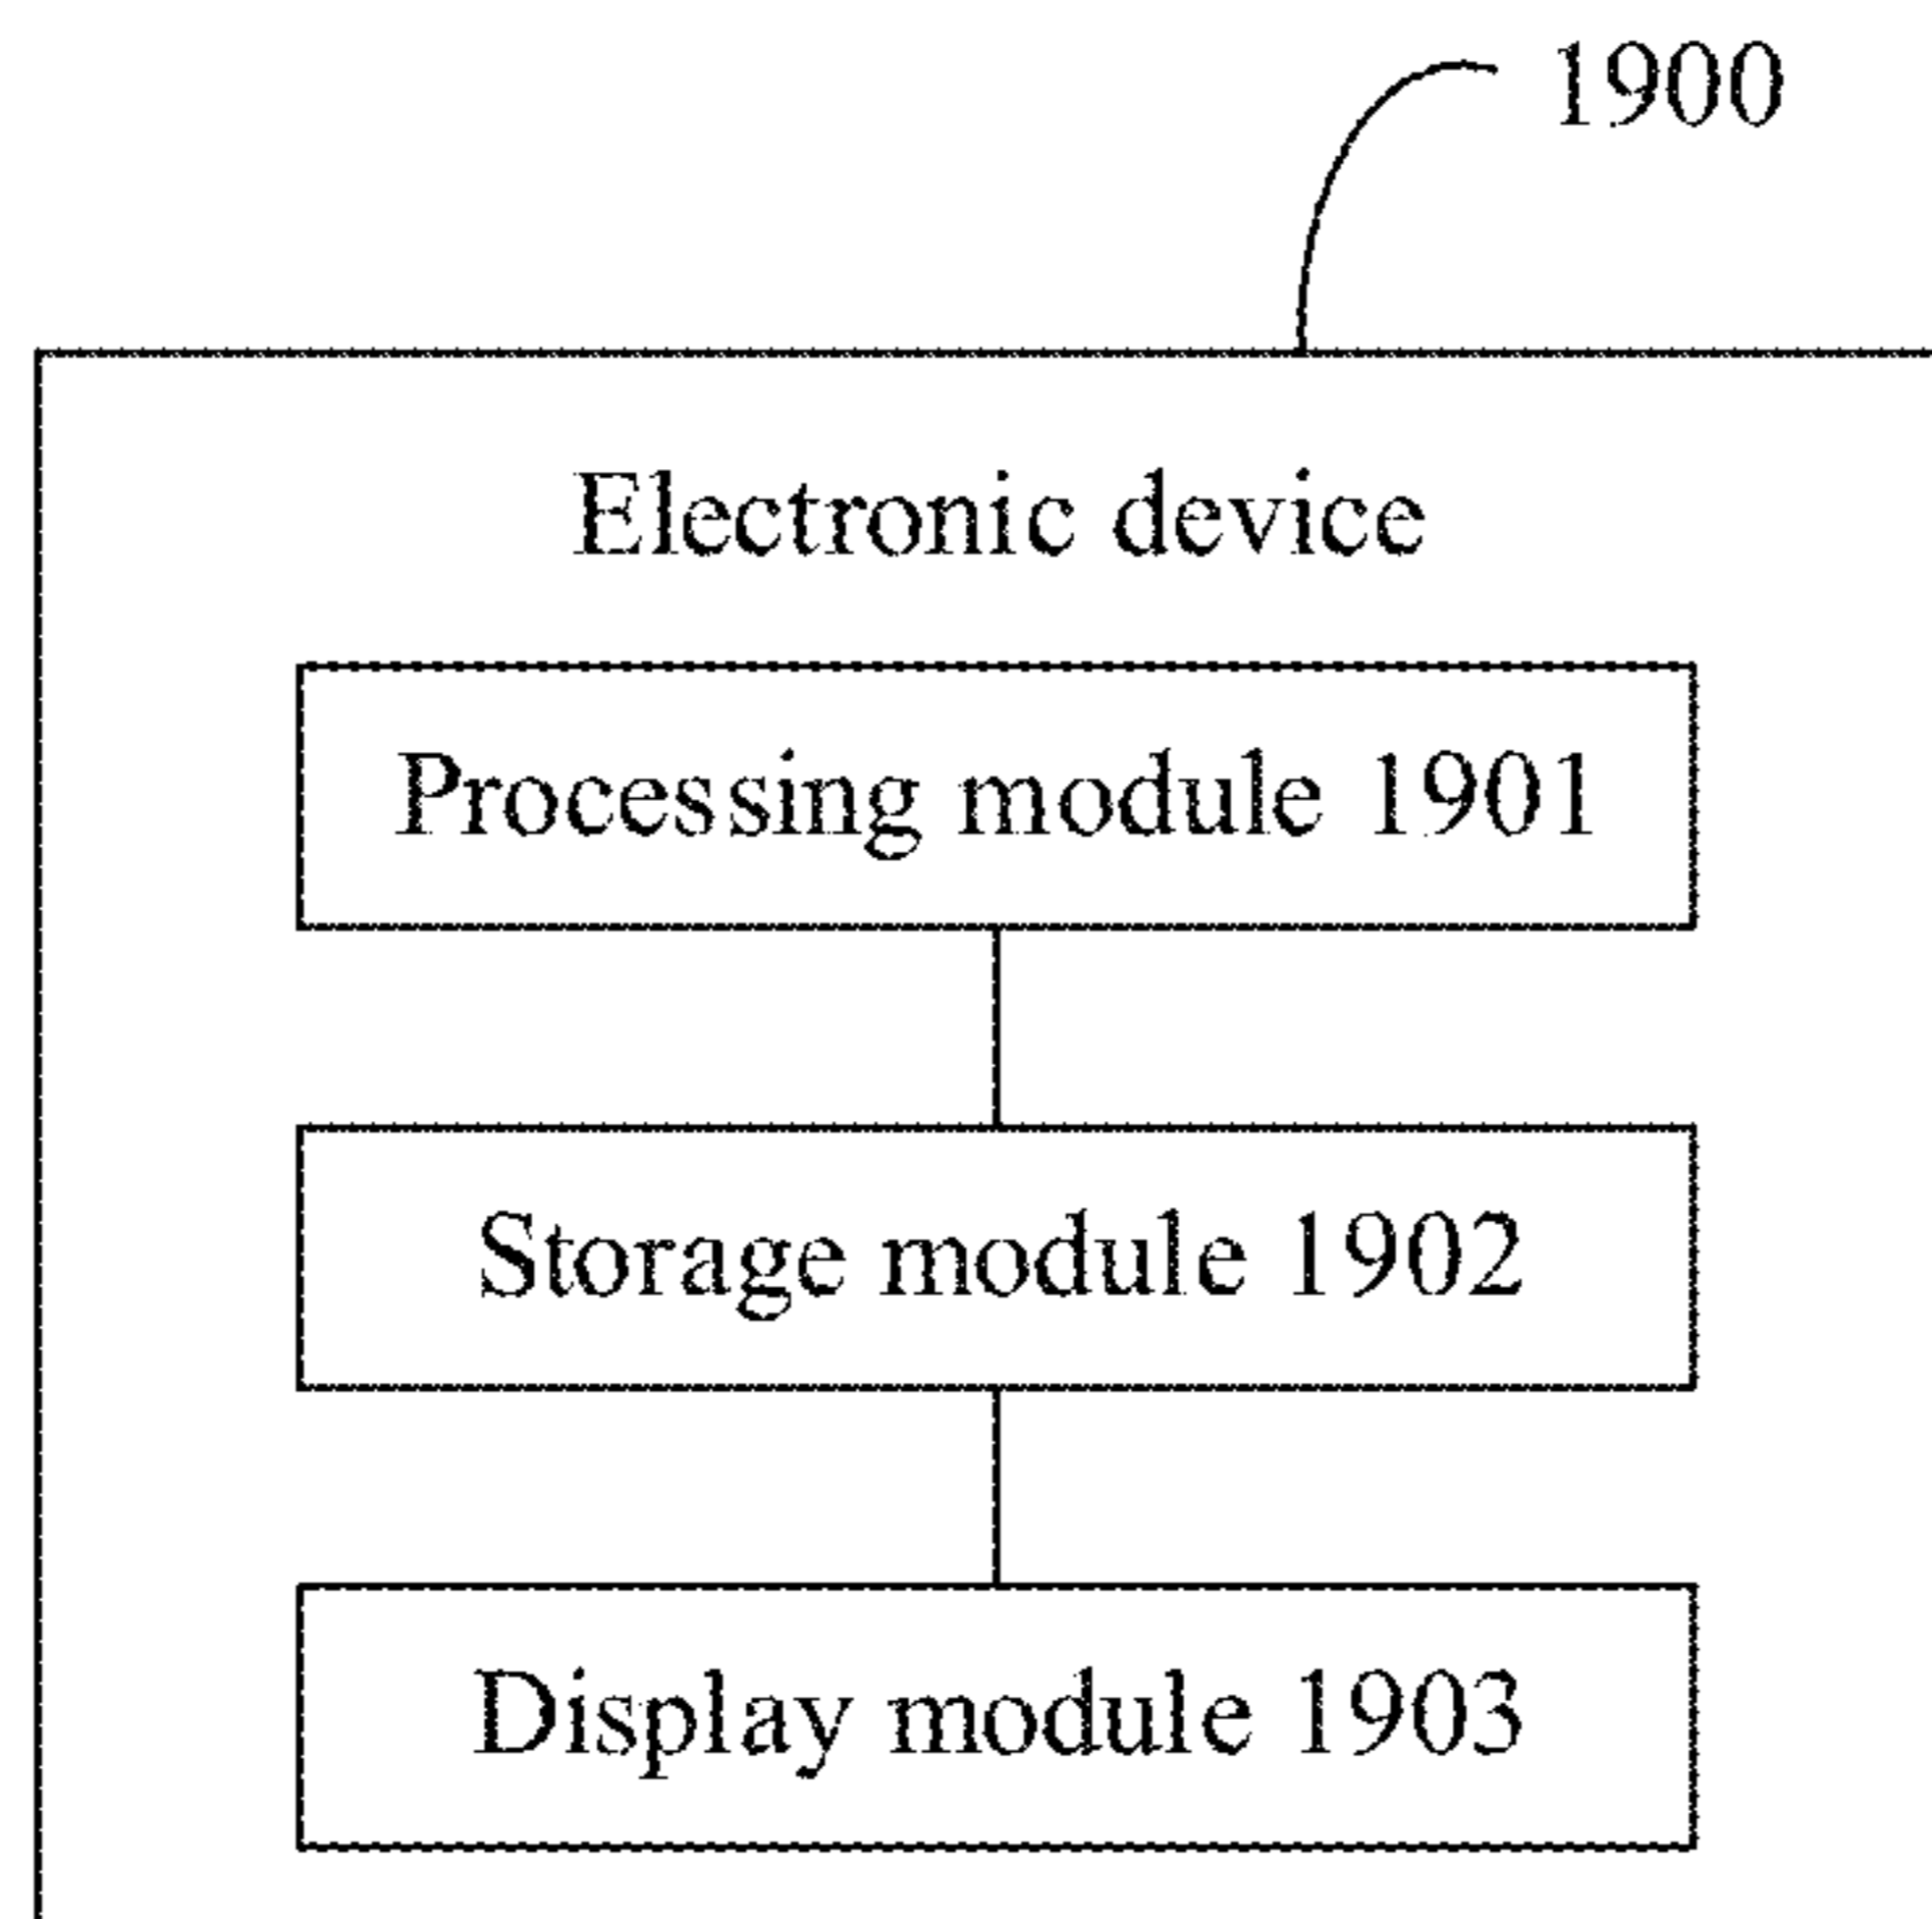 1900
Electronic device
Processing module 1901
Storage module 1902
Display module 1903